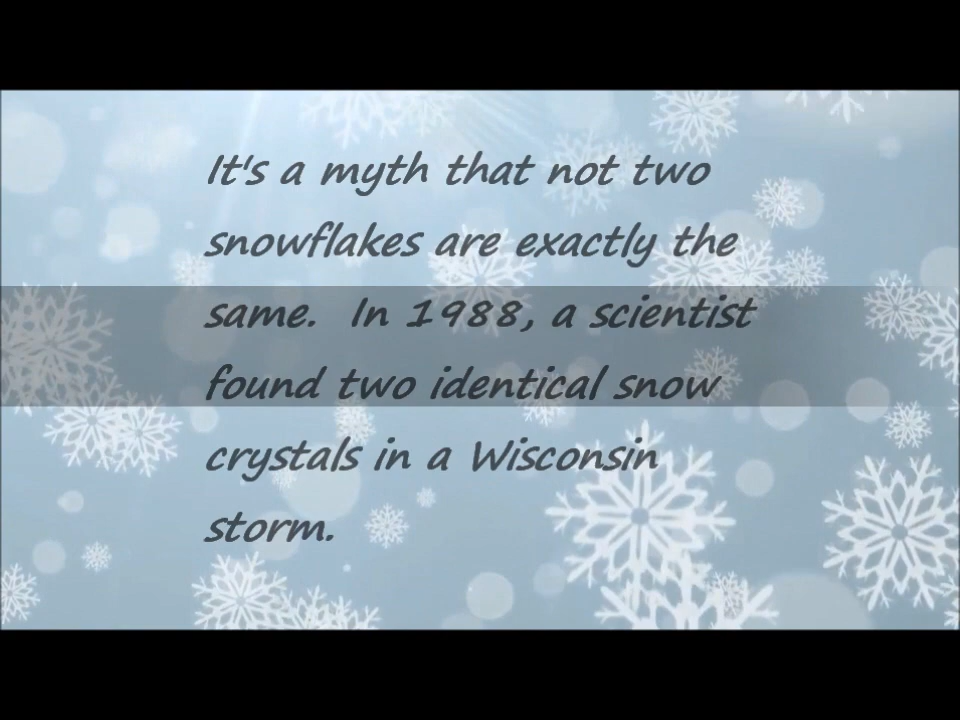 It's a myth that not two
snowflakes are exactly the
same.  In 1988, a scientist
found two identical snow
crystals in a Wisconsin
storm.